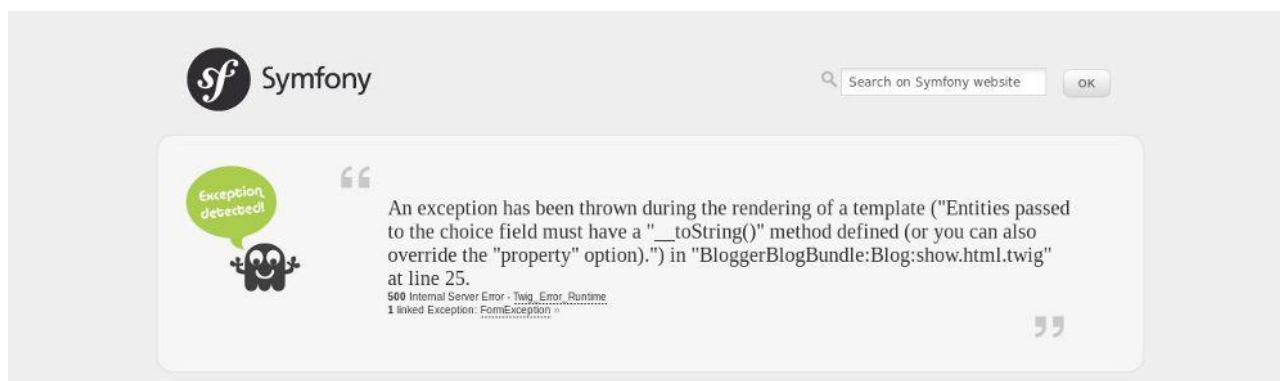 sf Symfony
Search on Symfony website
OK
Exception
detected!
“
An exception has been thrown during the rendering of a template ("Entities passed
to the choice field must have a "__toString()" method defined (or you can also
override the "property" option).") in "BloggerBlogBundle:Blog:show.html.twig"
at line 25.
500 Internal Server Error - Twig_Error_Runtime
1 linked Exception: FormException »
”